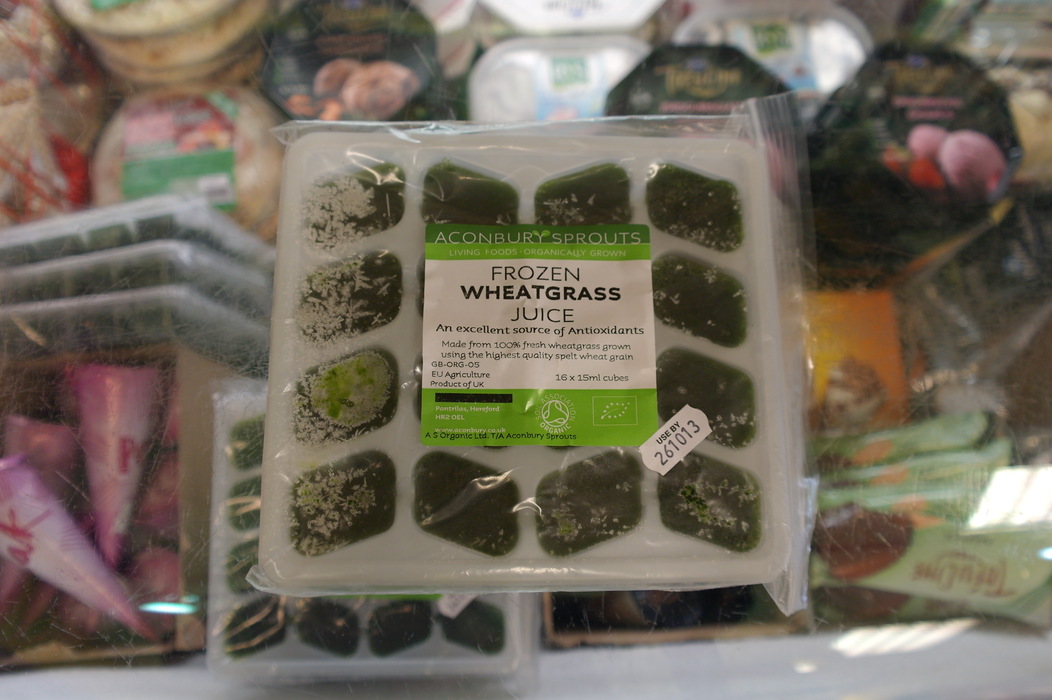 ACONBURY SPROUTS
LIVING FOODS · ORGANICALLY GROWN
FROZEN
WHEATGRASS
JUICE
An excellent source of Antioxidants
Made from 100% fresh wheatgrass grown
using the highest quality spelt wheat grain
GB-ORG-05
EU Agriculture
Product of UK
16 x 15ml cubes
Pontrilas, Hereford
HR2 OEL
www.aconbury.co.uk
ORGANIC
A S Organic Ltd. T/A Aconbury Sprouts
USE BY
261013